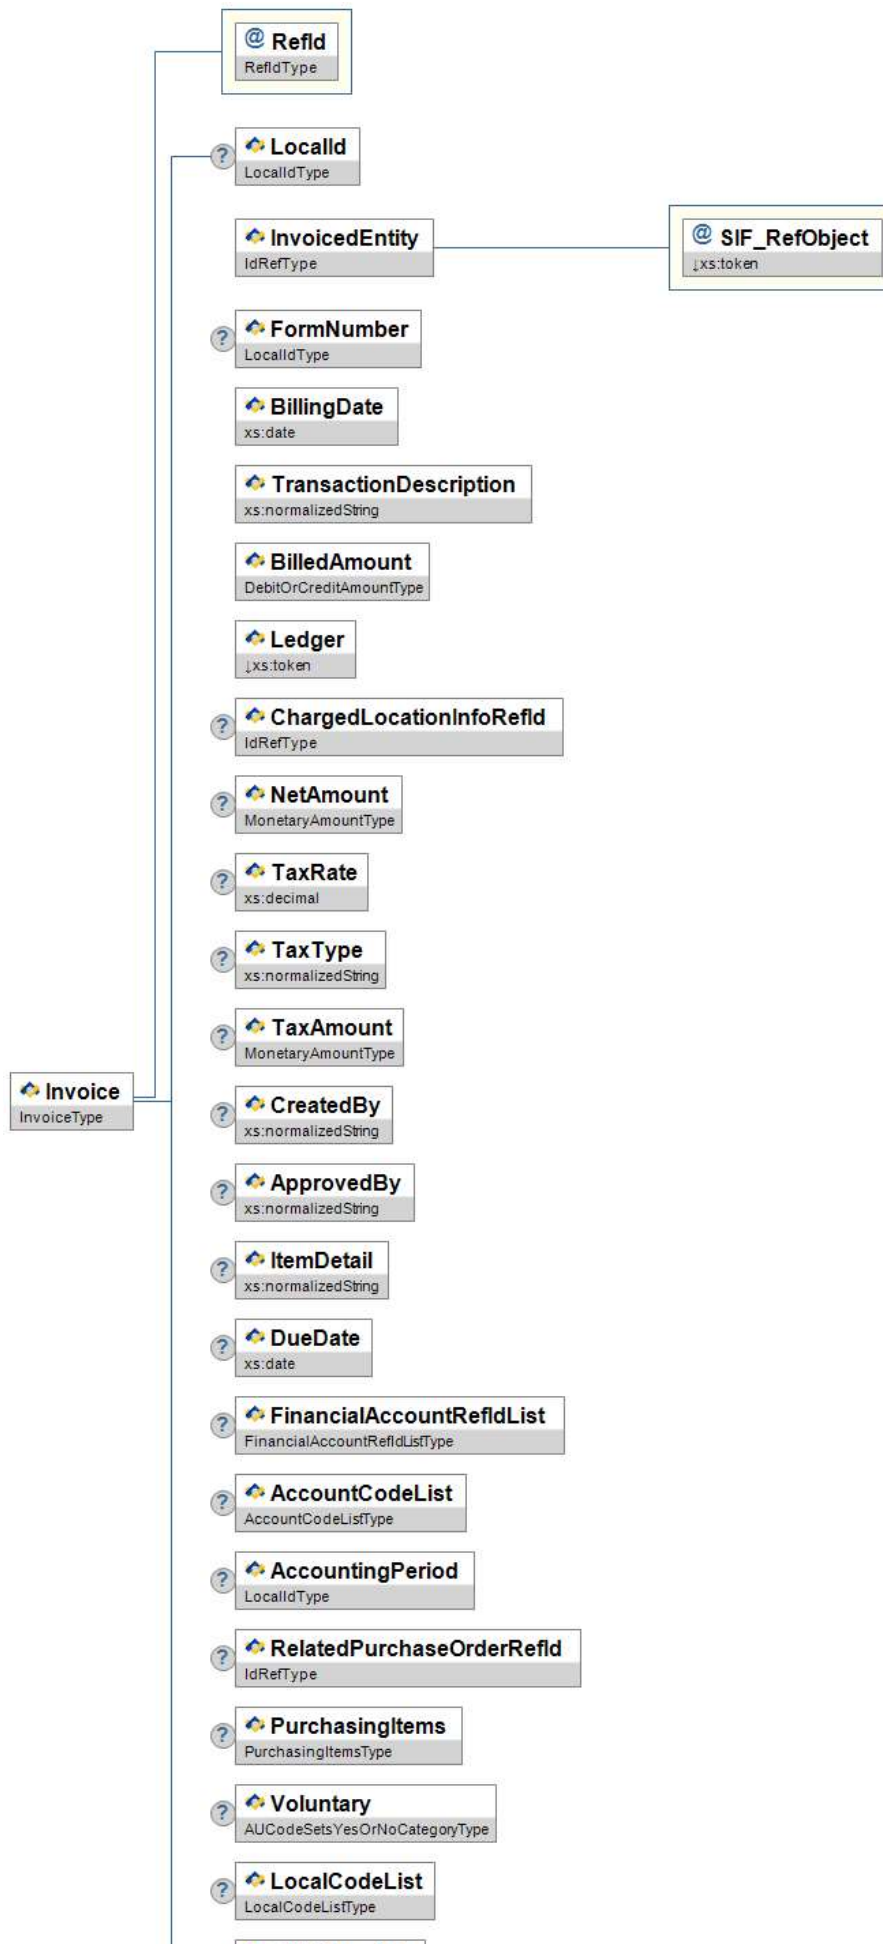 @ RefId
RefIdType
? LocalId
LocalIdType
InvoicedEntity
IdRefType
@ SIF_RefObject
↓xs:token
? FormNumber
LocalIdType
BillingDate
xs:date
TransactionDescription
xs:normalizedString
BilledAmount
DebitOrCreditAmountType
Ledger
↓xs:token
? ChargedLocationInfoRefId
IdRefType
? NetAmount
MonetaryAmountType
? TaxRate
xs:decimal
? TaxType
xs:normalizedString
? TaxAmount
MonetaryAmountType
Invoice
InvoiceType
? CreatedBy
xs:normalizedString
? ApprovedBy
xs:normalizedString
? ItemDetail
xs:normalizedString
? DueDate
xs:date
? FinancialAccountRefIdList
FinancialAccountRefIdListType
? AccountCodeList
AccountCodeListType
? AccountingPeriod
LocalIdType
? RelatedPurchaseOrderRefId
IdRefType
? PurchasingItems
PurchasingItemsType
? Voluntary
AUCodeSetsYesOrNoCategoryType
? LocalCodeList
LocalCodeListType